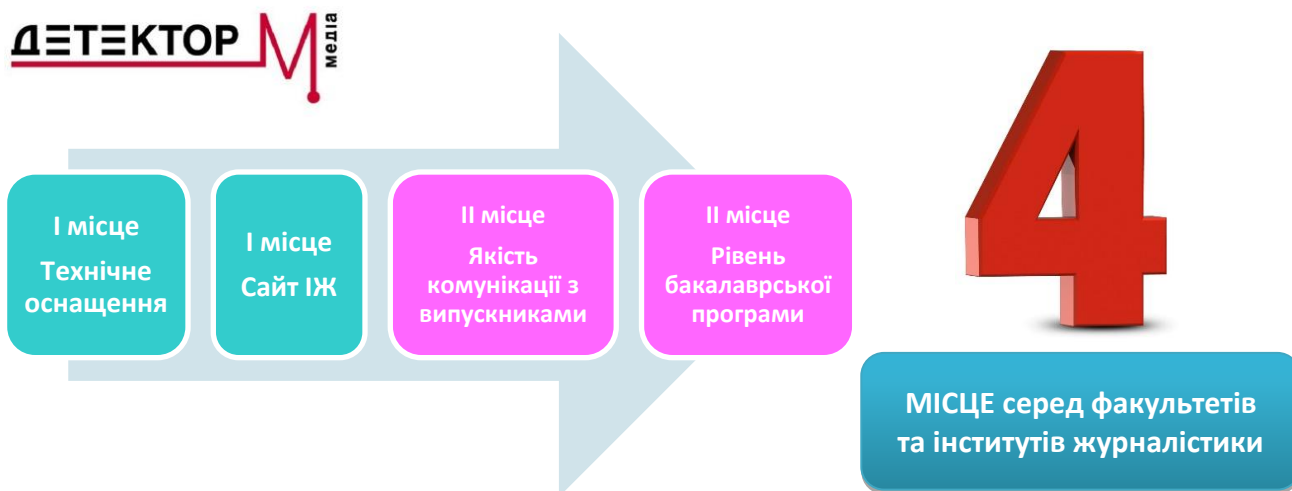 ДЕТЕКТОР
медіа
І місце
Технічне
оснащення
І місце
Сайт ІЖ
ІІ місце
Якість
комунікації з
випускниками
ІІ місце
Рівень
бакалаврської
програми
4
МІСЦЕ серед факультетів
та інститутів журналістики